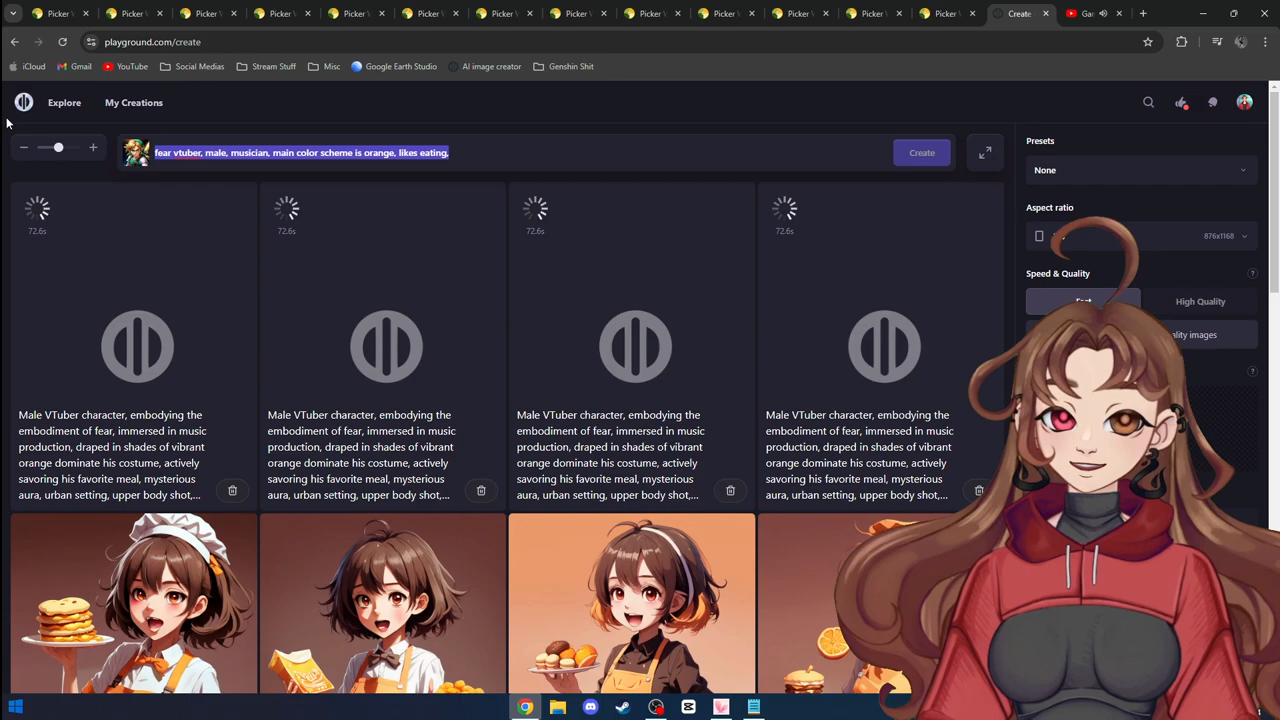 Picker Picker Picker Picker Picker Picker Picker Picker Picker Picker Picker Picker Picker Create
playground.com/create
iCloud Gmail YouTube Social Medias Stream Stuff Misc Google Earth Studio AI image creator Genshin Shit
Explore My Creations
fear vtuber, male, musician, main color scheme is orange, likes eating,
Create
Presets
None
Aspect ratio
876x1168
Speed & Quality
High Quality
ality images
72.6s
Male VTuber character, embodying the
embodiment of fear, immersed in music
production, draped in shades of vibrant
orange dominate his costume, actively
savoring his favorite meal, mysterious
aura, urban setting, upper body shot,...
72.6s
Male VTuber character, embodying the
embodiment of fear, immersed in music
production, draped in shades of vibrant
orange dominate his costume, actively
savoring his favorite meal, mysterious
aura, urban setting, upper body shot,...
72.6s
Male VTuber character, embodying the
embodiment of fear, immersed in music
production, draped in shades of vibrant
orange dominate his costume, actively
savoring his favorite meal, mysterious
aura, urban setting, upper body shot,...
72.6s
Male VTuber character, embodying the
embodiment of fear, immersed in music
production, draped in shades of vibrant
orange dominate his costume, actively
savoring his favorite meal, mysterious
aura, urban setting, upper body shot,...